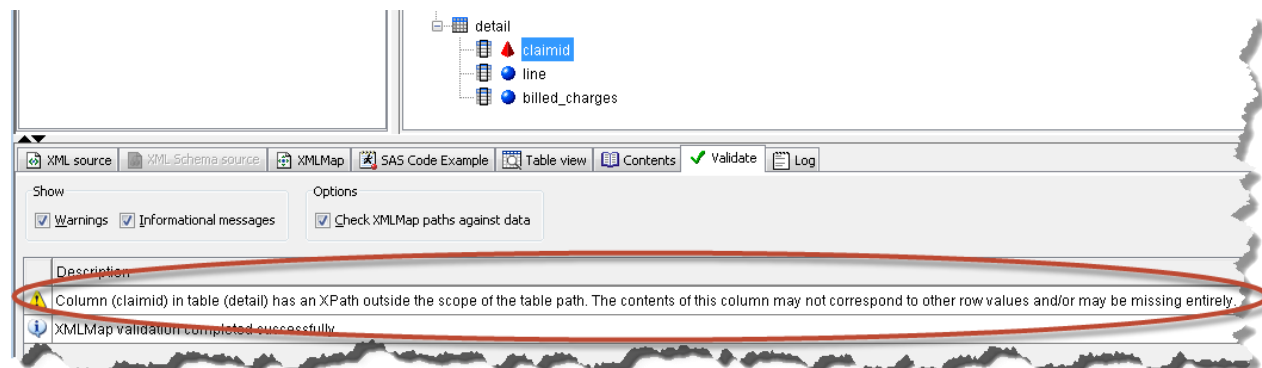 detail
claimid
line
billed_charges
XML source XML Schema source XMLMap SAS Code Example Table view Contents Validate Log
Show Options
Warnings Informational messages Check XMLMap paths against data
Description
Column (claimid) in table (detail) has an XPath outside the scope of the table path. The contents of this column may not correspond to other row values and/or may be missing entirely.
XMLMap validation completed successfully.